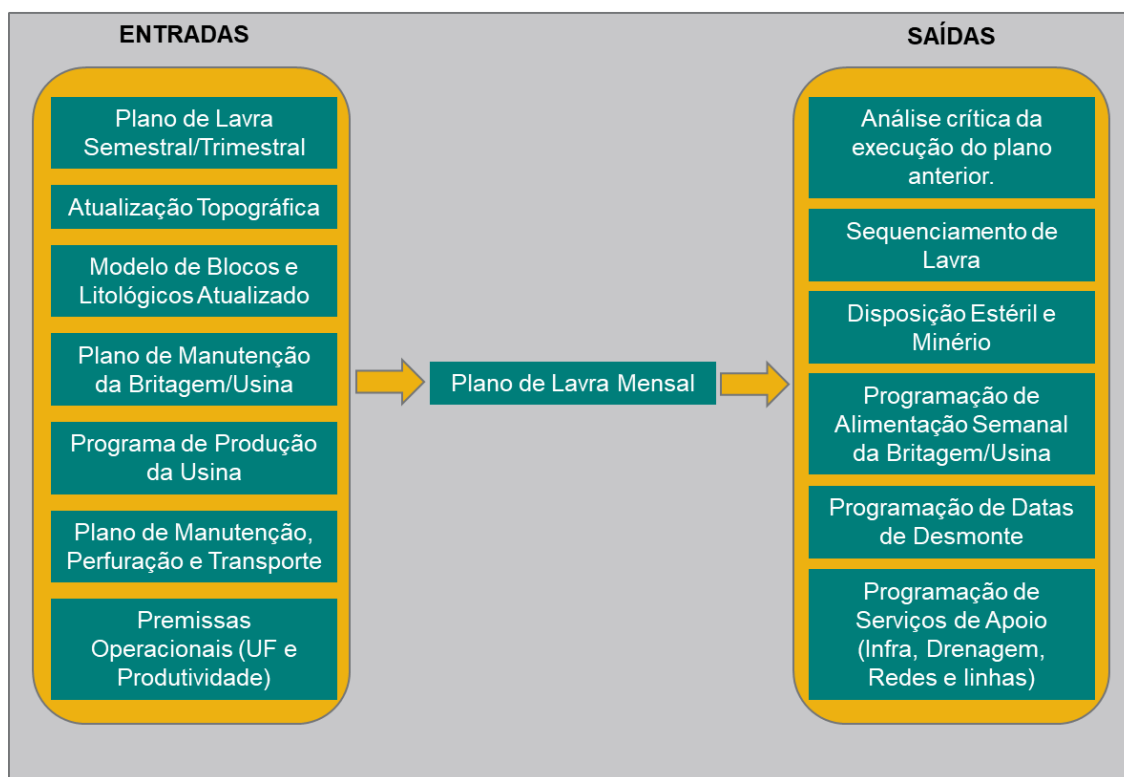 ENTRADAS
Plano de Lavra
Semestral/Trimestral
Atualização Topográfica
Modelo de Blocos e
Litológicos Atualizado
Plano de Manutenção
da Britagem/Usina
Programa de Produção
da Usina
Plano de Manutenção,
Perfuração e Transporte
Premissas
Operacionais (UF e
Produtividade)
Plano de Lavra Mensal
SAÍDAS
Análise crítica da
execução do plano
anterior.
Sequenciamento de
Lavra
Disposição Estéril e
Minério
Programação de
Alimentação Semanal
da Britagem/Usina
Programação de Datas
de Desmonte
Programação de
Serviços de Apoio
(Infra, Drenagem,
Redes e linhas)